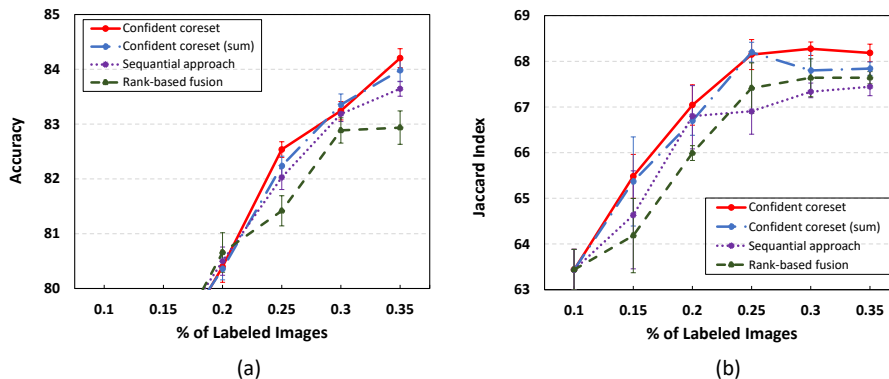 85
84
83
82
81
80
Accuracy
Confident coreset
Confident coreset (sum)
Sequantial approach
Rank-based fusion
0.1 0.15 0.2 0.25 0.3 0.35
% of Labeled Images
(a)
69
68
67
66
65
64
63
Jaccard Index
Confident coreset
Confident coreset (sum)
Sequantial approach
Rank-based fusion
0.1 0.15 0.2 0.25 0.3 0.35
% of Labeled Images
(b)